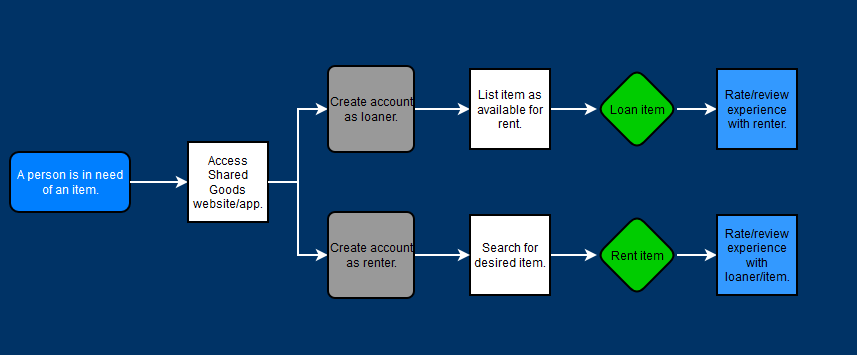 A person is in need
of an item.
Access
Shared
Goods
website/app.
Create account
as loaner.
List item as
available for
rent.
Loan item
Rate/review
experience
with renter.
Create account
as renter.
Search for
desired item.
Rent item
Rate/review
experience
with
loaner/item.